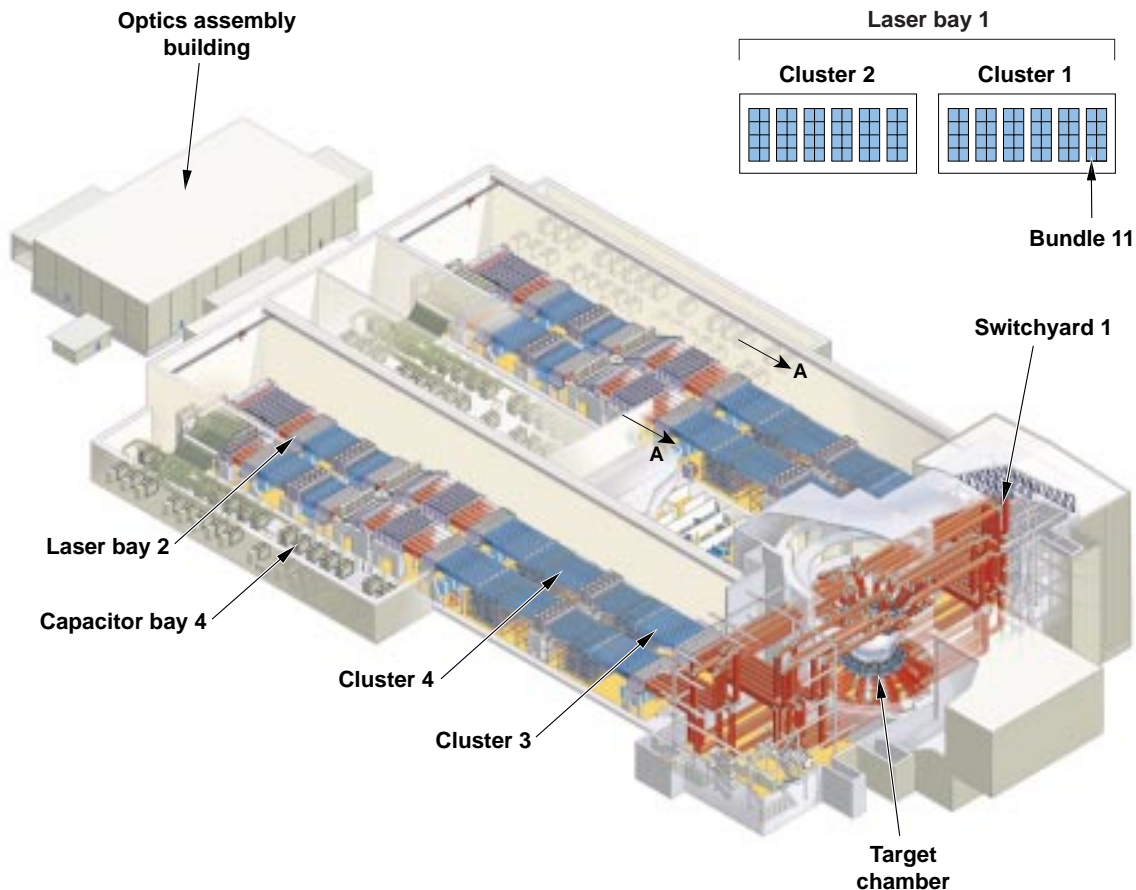 Optics assembly
building
Laser bay 1
Cluster 2
Cluster 1
Bundle 11
Switchyard 1
A
A
Laser bay 2
Capacitor bay 4
Cluster 4
Cluster 3
Target
chamber